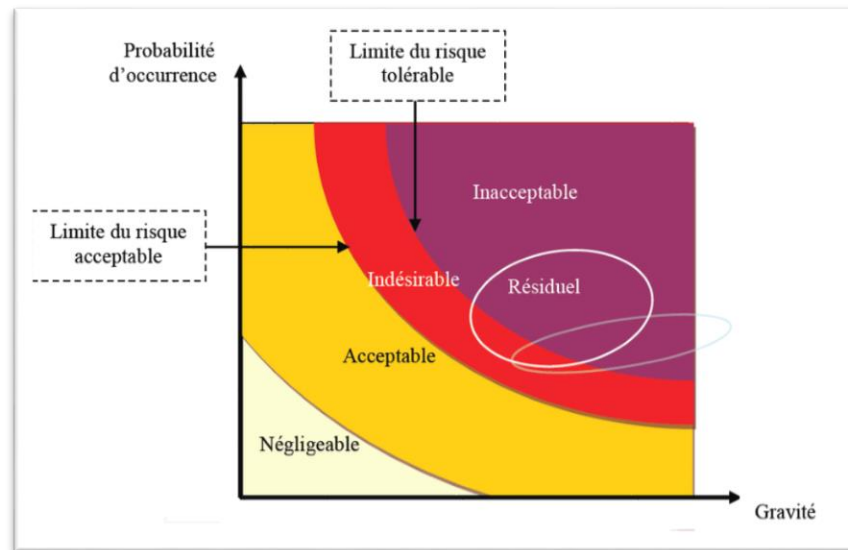 Probabilité
d’occurrence
Limite du risque
tolérable
Inacceptable
Limite du risque
acceptable
Indésirable
Résiduel
Acceptable
Négligeable
Gravité